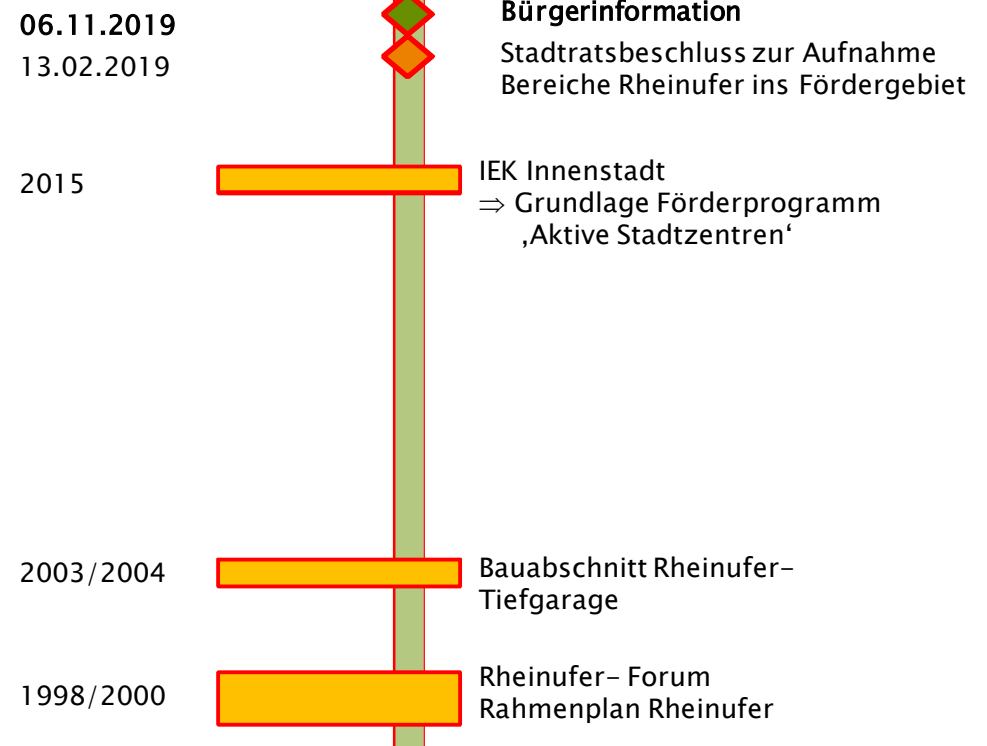 06.11.2019
Bürgerinformation
13.02.2019
Stadtratsbeschluss zur Aufnahme
Bereiche Rheinufer ins Fördergebiet
2015
IEK Innenstadt
⇒ Grundlage Förderprogramm
‚Aktive Stadtzentren‘
2003/2004
Bauabschnitt Rheinufer-
Tiefgarage
1998/2000
Rheinufer- Forum
Rahmenplan Rheinufer